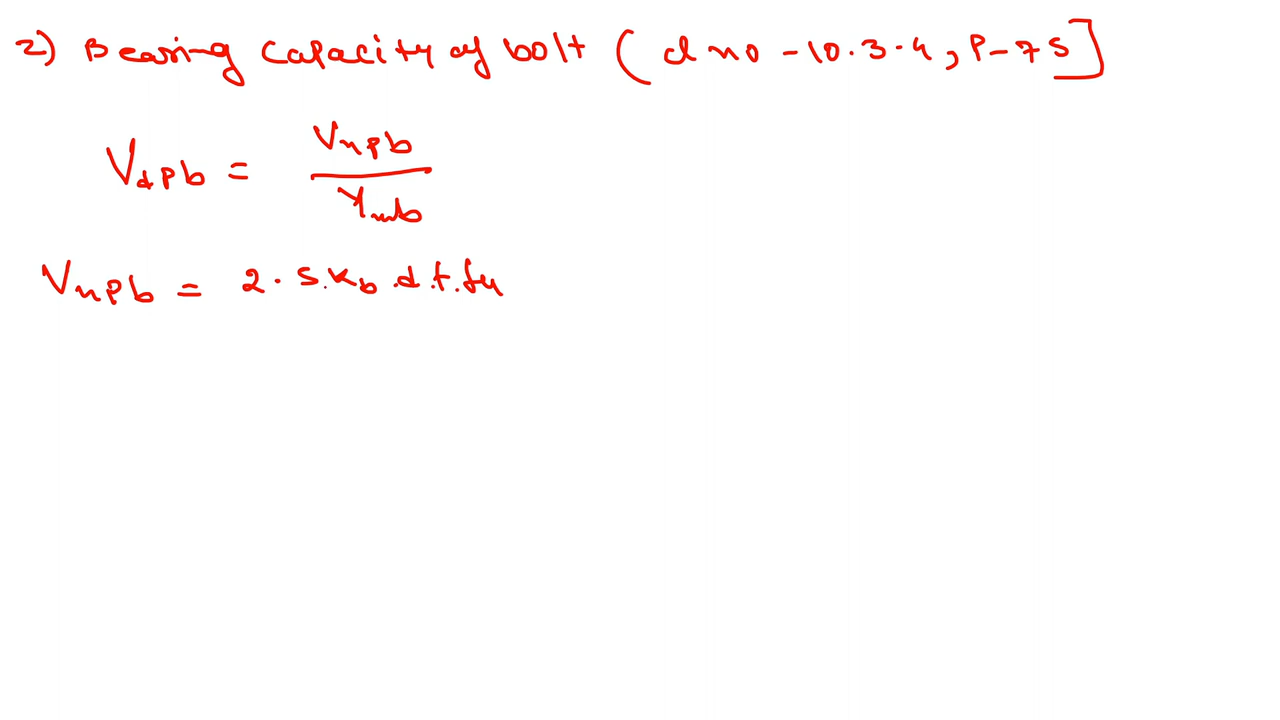 2) Bearing capacity of bolt ( cl no - 10.3.4, P-75]
Vdpb = Vnpb / γmb
Vnpb = 2.5.kb.d.t.fu